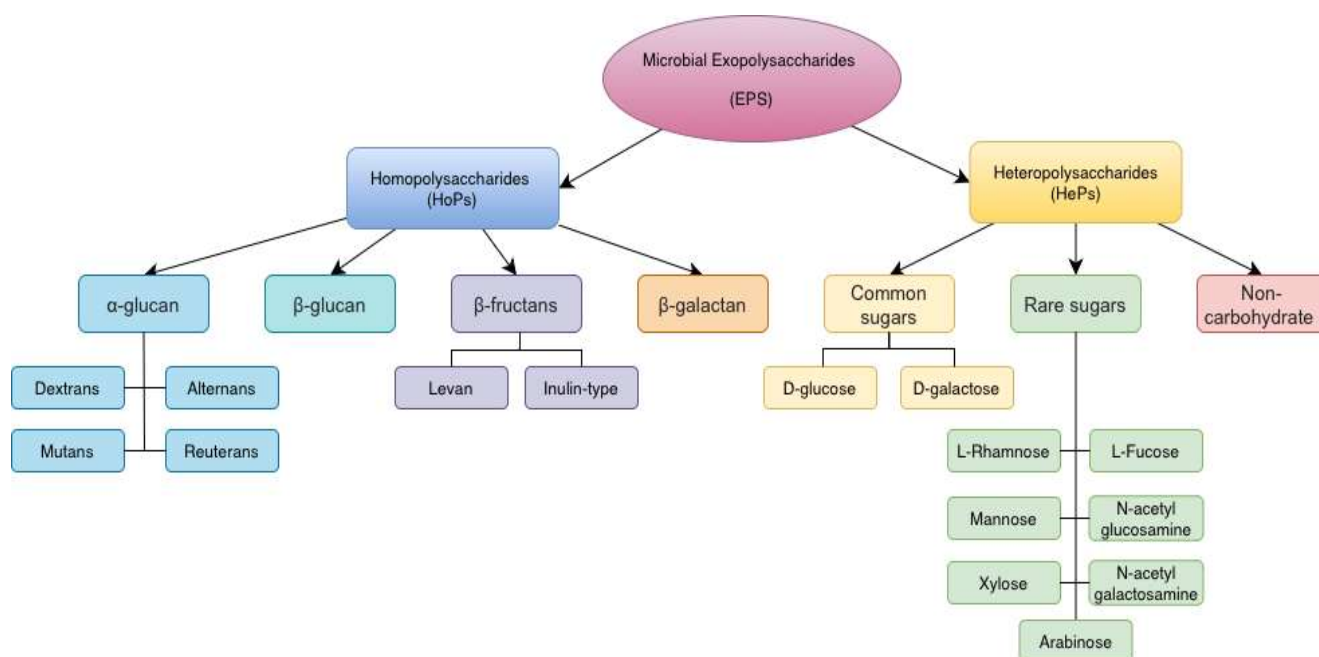 Microbial Exopolysaccharides
(EPS)
Homopolysaccharides
(HoPs)
Heteropolysaccharides
(HePs)
α-glucan
β-glucan
β-fructans
β-galactan
Common
sugars
Rare sugars
Non-
carbohydrate
Dextrans
Alternans
Mutans
Reuterans
Levan
Inulin-type
D-glucose
D-galactose
L-Rhamnose
L-Fucose
Mannose
N-acetyl
glucosamine
Xylose
N-acetyl
galactosamine
Arabinose